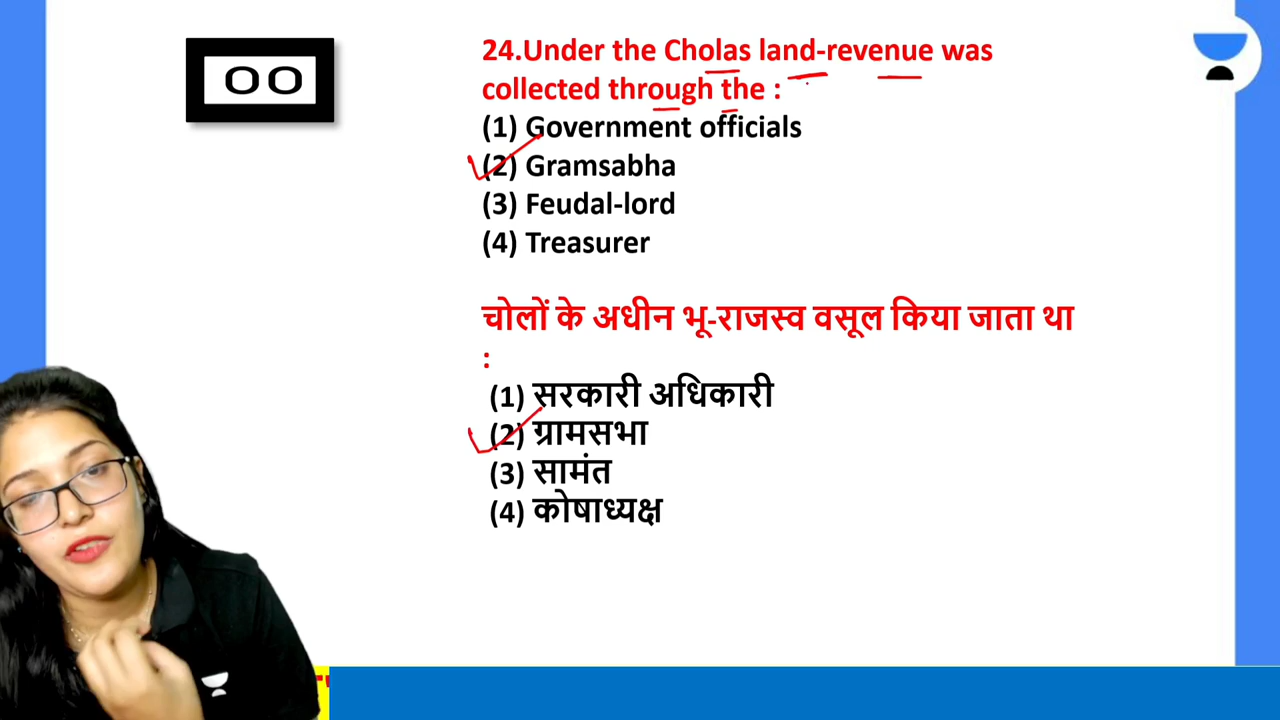 00
24.Under the Cholas land-revenue was
collected through the :
(1) Government officials
(2) Gramsabha
(3) Feudal-lord
(4) Treasurer
चोलों के अधीन भू-राजस्व वसूल किया जाता था
:
(1) सरकारी अधिकारी
(2) ग्रामसभा
(3) सामंत
(4) कोषाध्यक्ष